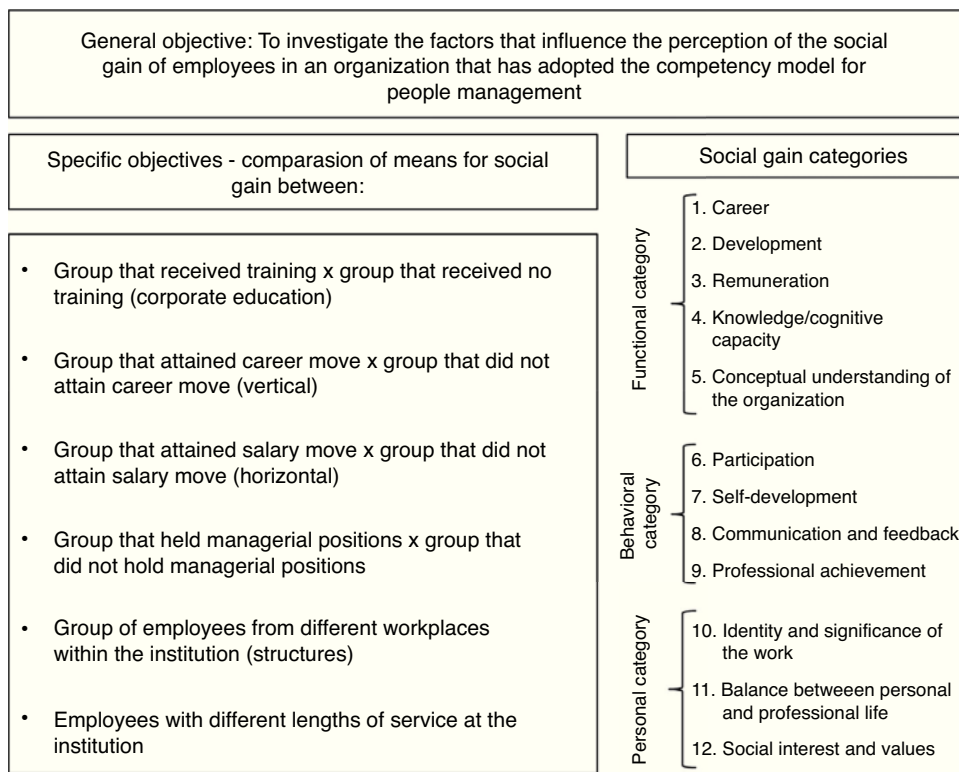 General objective: To investigate the factors that influence the perception of the social
gain of employees in an organization that has adopted the competency model for
people management
Specific objectives - comparasion of means for social
gain between:
• Group that received training x group that received no
training (corporate education)
• Group that attained career move x group that did not
attain career move (vertical)
• Group that attained salary move x group that did not
attain salary move (horizontal)
• Group that held managerial positions x group that
did not hold managerial positions
• Group of employees from different workplaces
within the institution (structures)
• Employees with different lengths of service at the
institution
Social gain categories
Functional category
1. Career
2. Development
3. Remuneration
4. Knowledge/cognitive
capacity
5. Conceptual understanding of
the organization
Behavioral
category
6. Participation
7. Self-development
8. Communication and feedback
9. Professional achievement
Personal category
10. Identity and significance of
the work
11. Balance betweeen personal
and professional life
12. Social interest and values